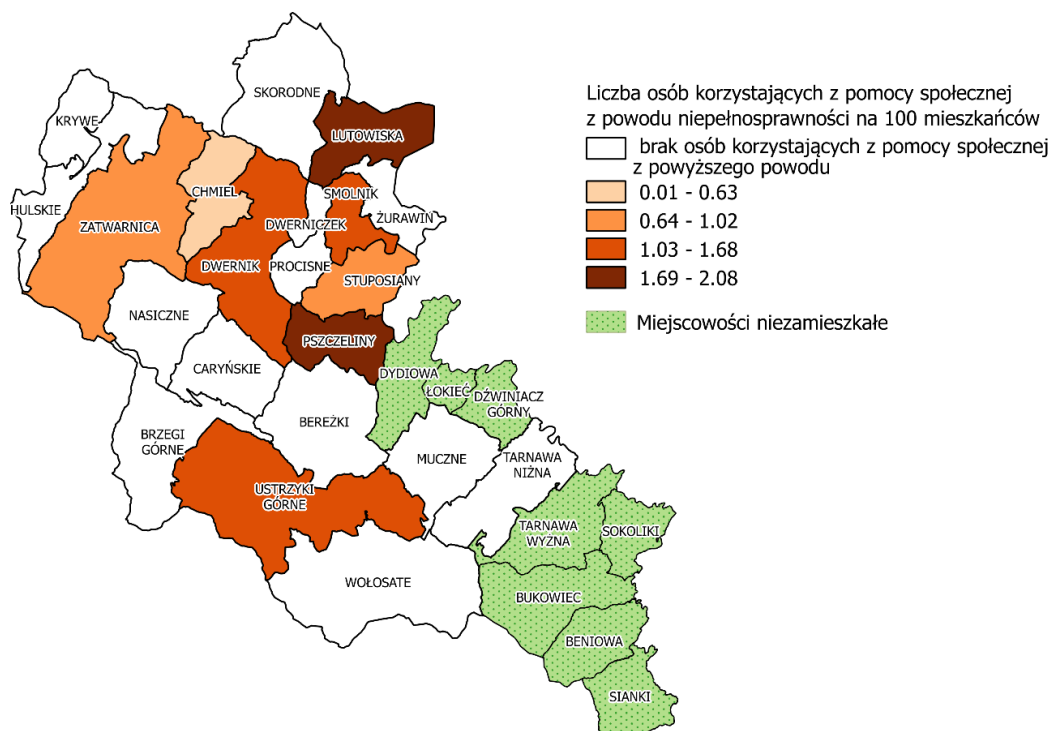 Liczba osób korzystających z pomocy społecznej
z powodu niepełnosprawności na 100 mieszkańców
brak osób korzystających z pomocy społecznej
z powyższego powodu
0.01 - 0.63
0.64 - 1.02
1.03 - 1.68
1.69 - 2.08
Miejscowości niezamieszkałe
SKORODNE
KRYWE
LUTOWISKA
CHMIEL
SMOLNIK
HULSKIE
ZATWARNICA
DWERNICZEK
ŻURAWIN
DWERNIK
PROCISNE
STUPOSIANY
NASICZNE
PSZCZELINY
CARYŃSKIE
DYDIOWA
ŁOKIEĆ
DŹWINIACZ
GÓRNY
BEREŻKI
BRZEGI
GÓRNE
MUCZNE
TARNAWA
NIŻNA
USTRZYKI
GÓRNE
TARNAWA
WYŻNA
SOKOLIKI
WOŁOSATE
BUKOWIEC
BENIOWA
SIANKI